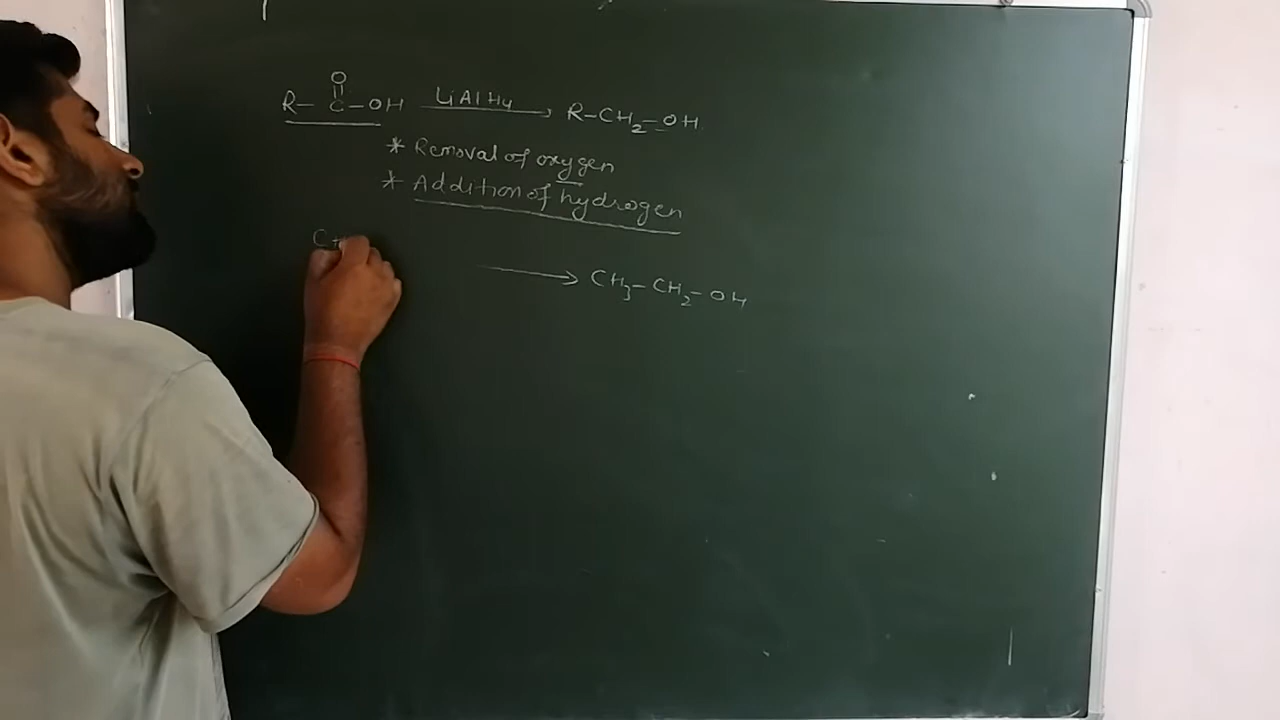 O
||
R– C –OH LiAlH4 → R–CH2–OH
* Removal of oxygen
* Addition of hydrogen
C
→ CH3–CH2–OH